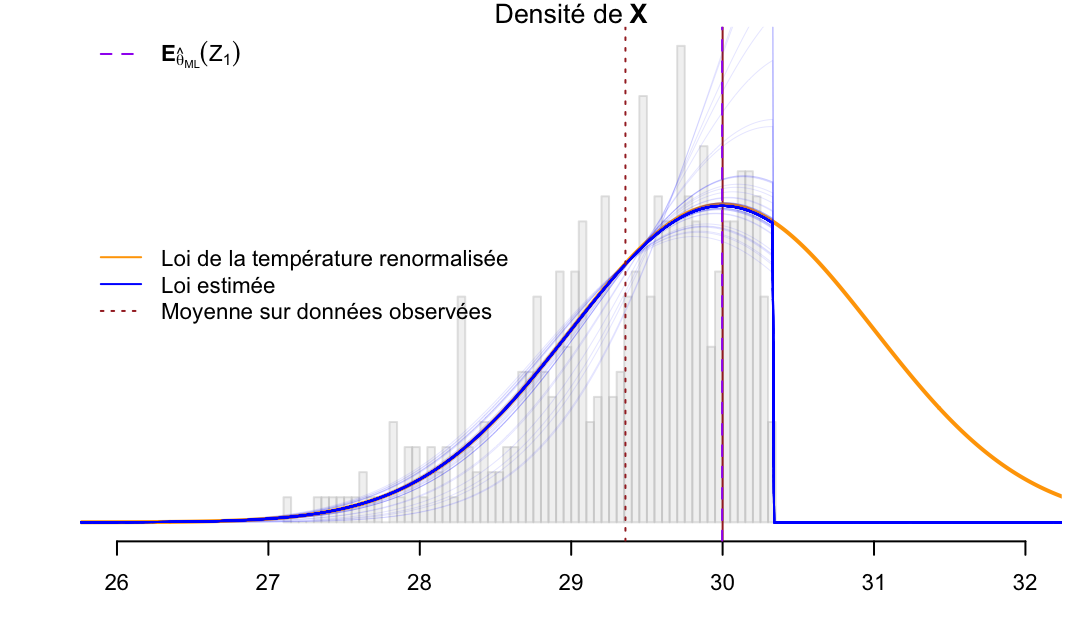 Densité de X
E_θ̂_ML(Z₁)
Loi de la température renormalisée
Loi estimée
Moyenne sur données observées
26 27 28 29 30 31 32